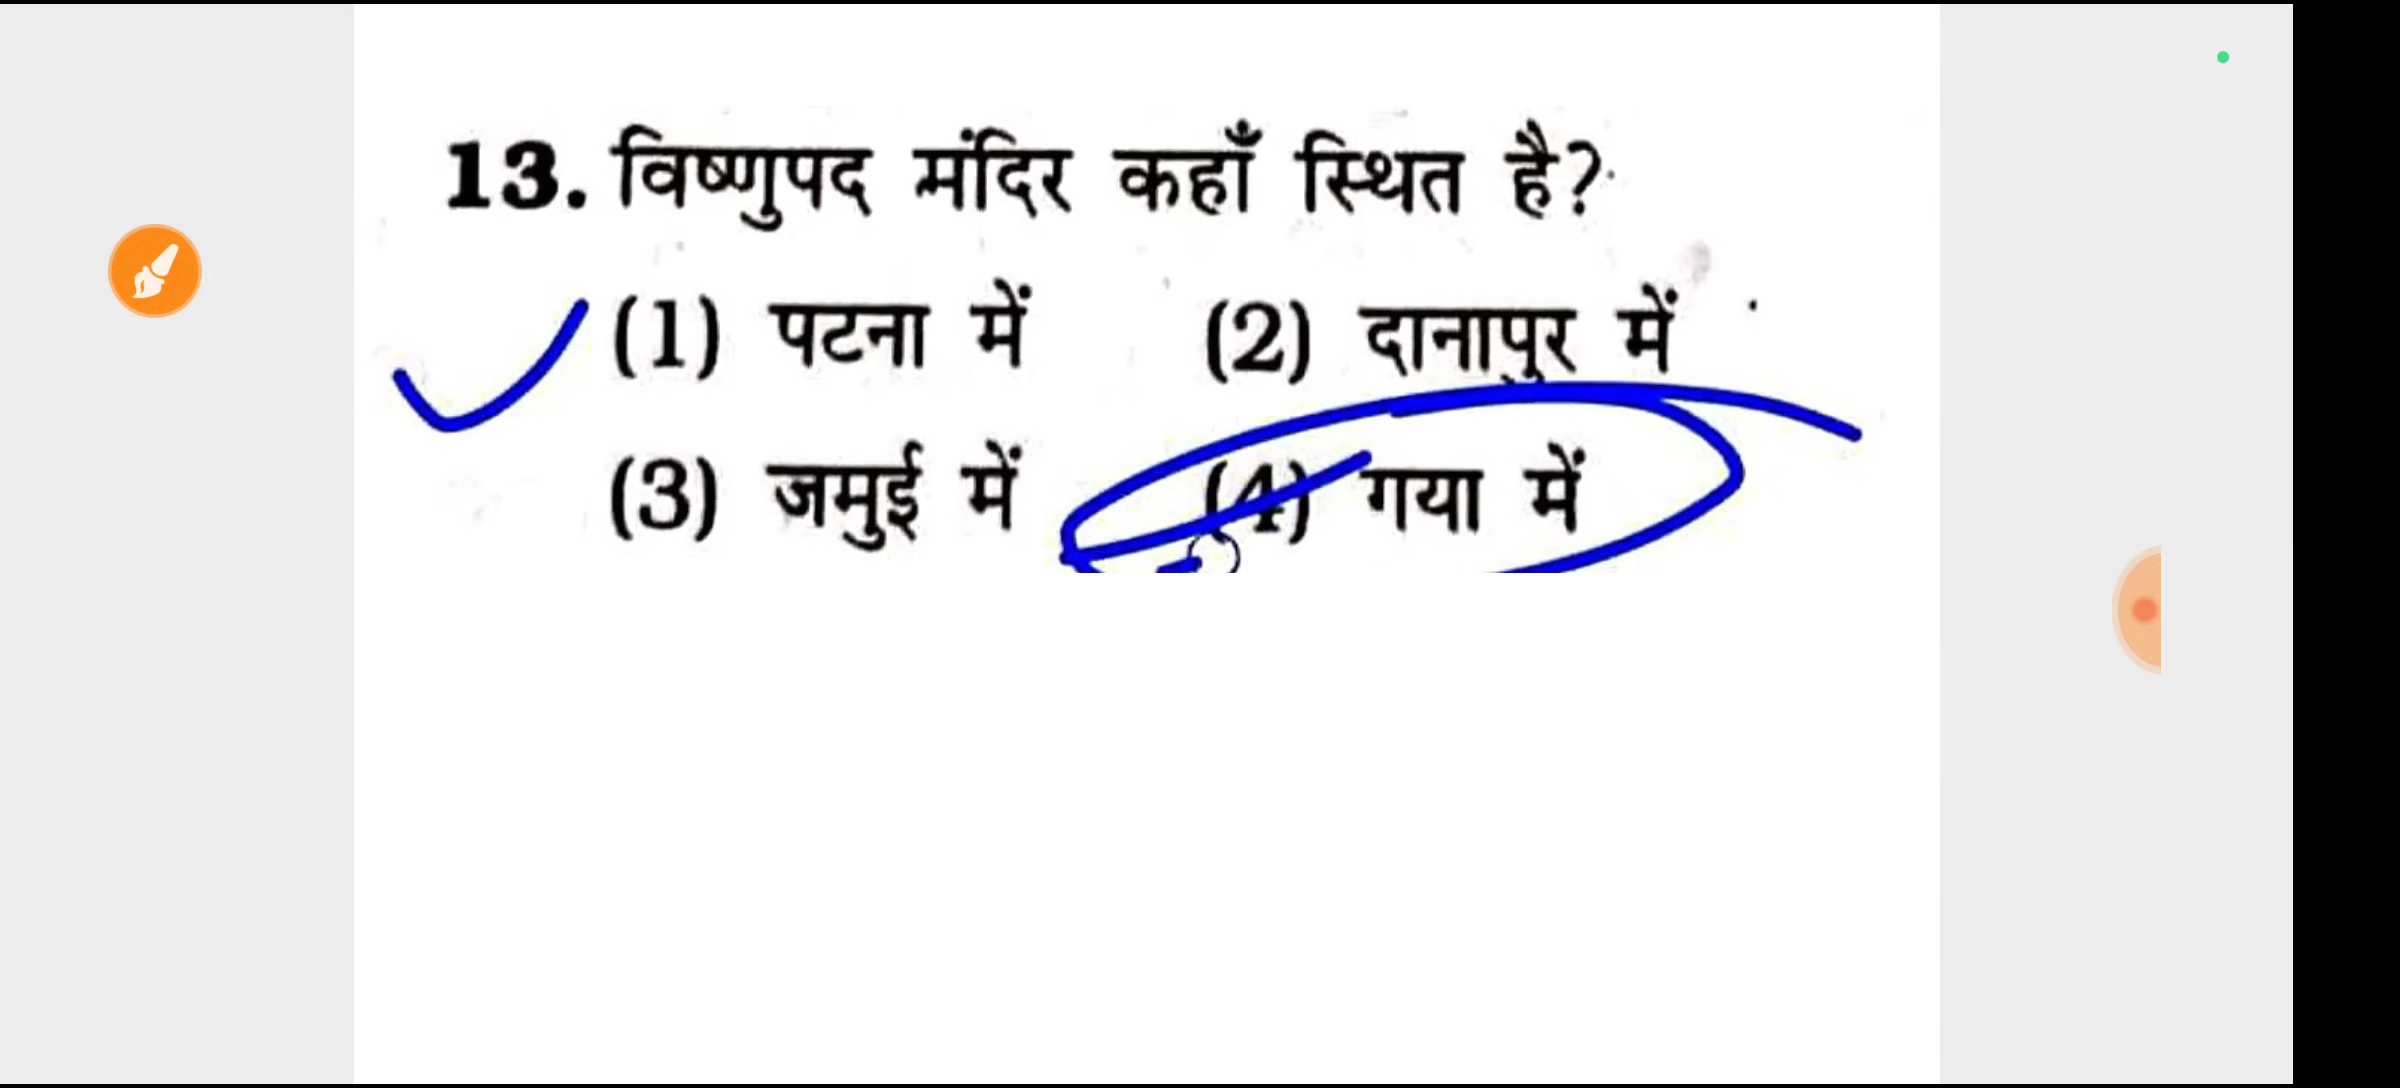 13. विष्णुपद मंदिर कहाँ स्थित है?
(1) पटना में (2) दानापुर में
(3) जमुई में (4) गया में